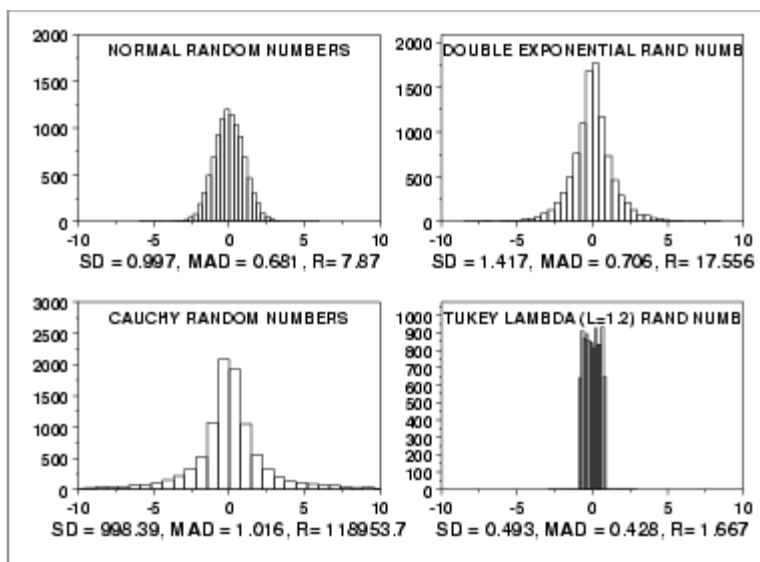 NORMAL RANDOM NUMBERS
2000
1500
1000
500
0
-10 -5 0 5 10
SD = 0.997, MAD = 0.681, R= 7.87
DOUBLE EXPONENTIAL RAND NUMB
2000
1500
1000
500
0
-10 -5 0 5 10
SD = 1.417, MAD = 0.706, R= 17.556
CAUCHY RANDOM NUMBERS
3000
2500
2000
1500
1000
500
0
-10 -5 0 5 10
SD = 998.39, MAD = 1.016, R= 118953.7
TUKEY LAMBDA (L=1.2) RAND NUMB
1000
900
800
700
600
500
400
300
200
100
0
-10 -5 0 5 10
SD = 0.493, MAD = 0.428, R= 1.667